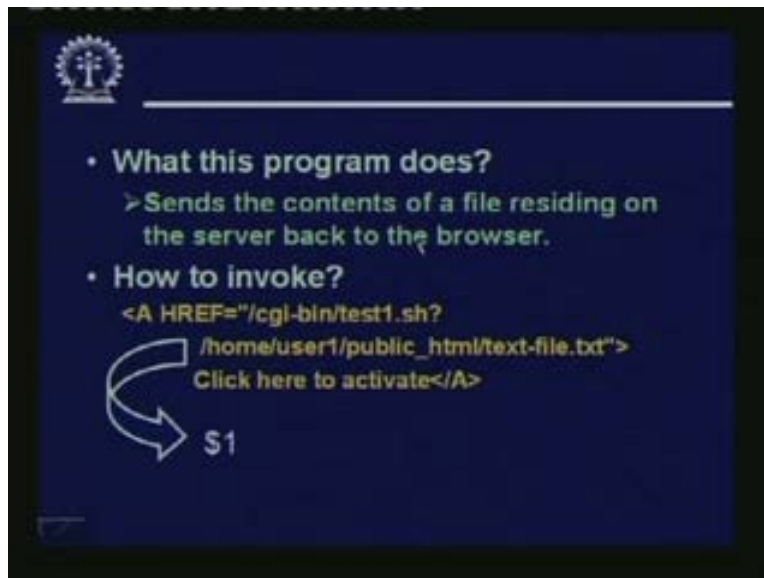 • What this program does?
➢Sends the contents of a file residing on
the server back to the browser.
• How to invoke?
<A HREF="/cgi-bin/test1.sh?
/home/user1/public_html/text-file.txt">
Click here to activate</A>
$1